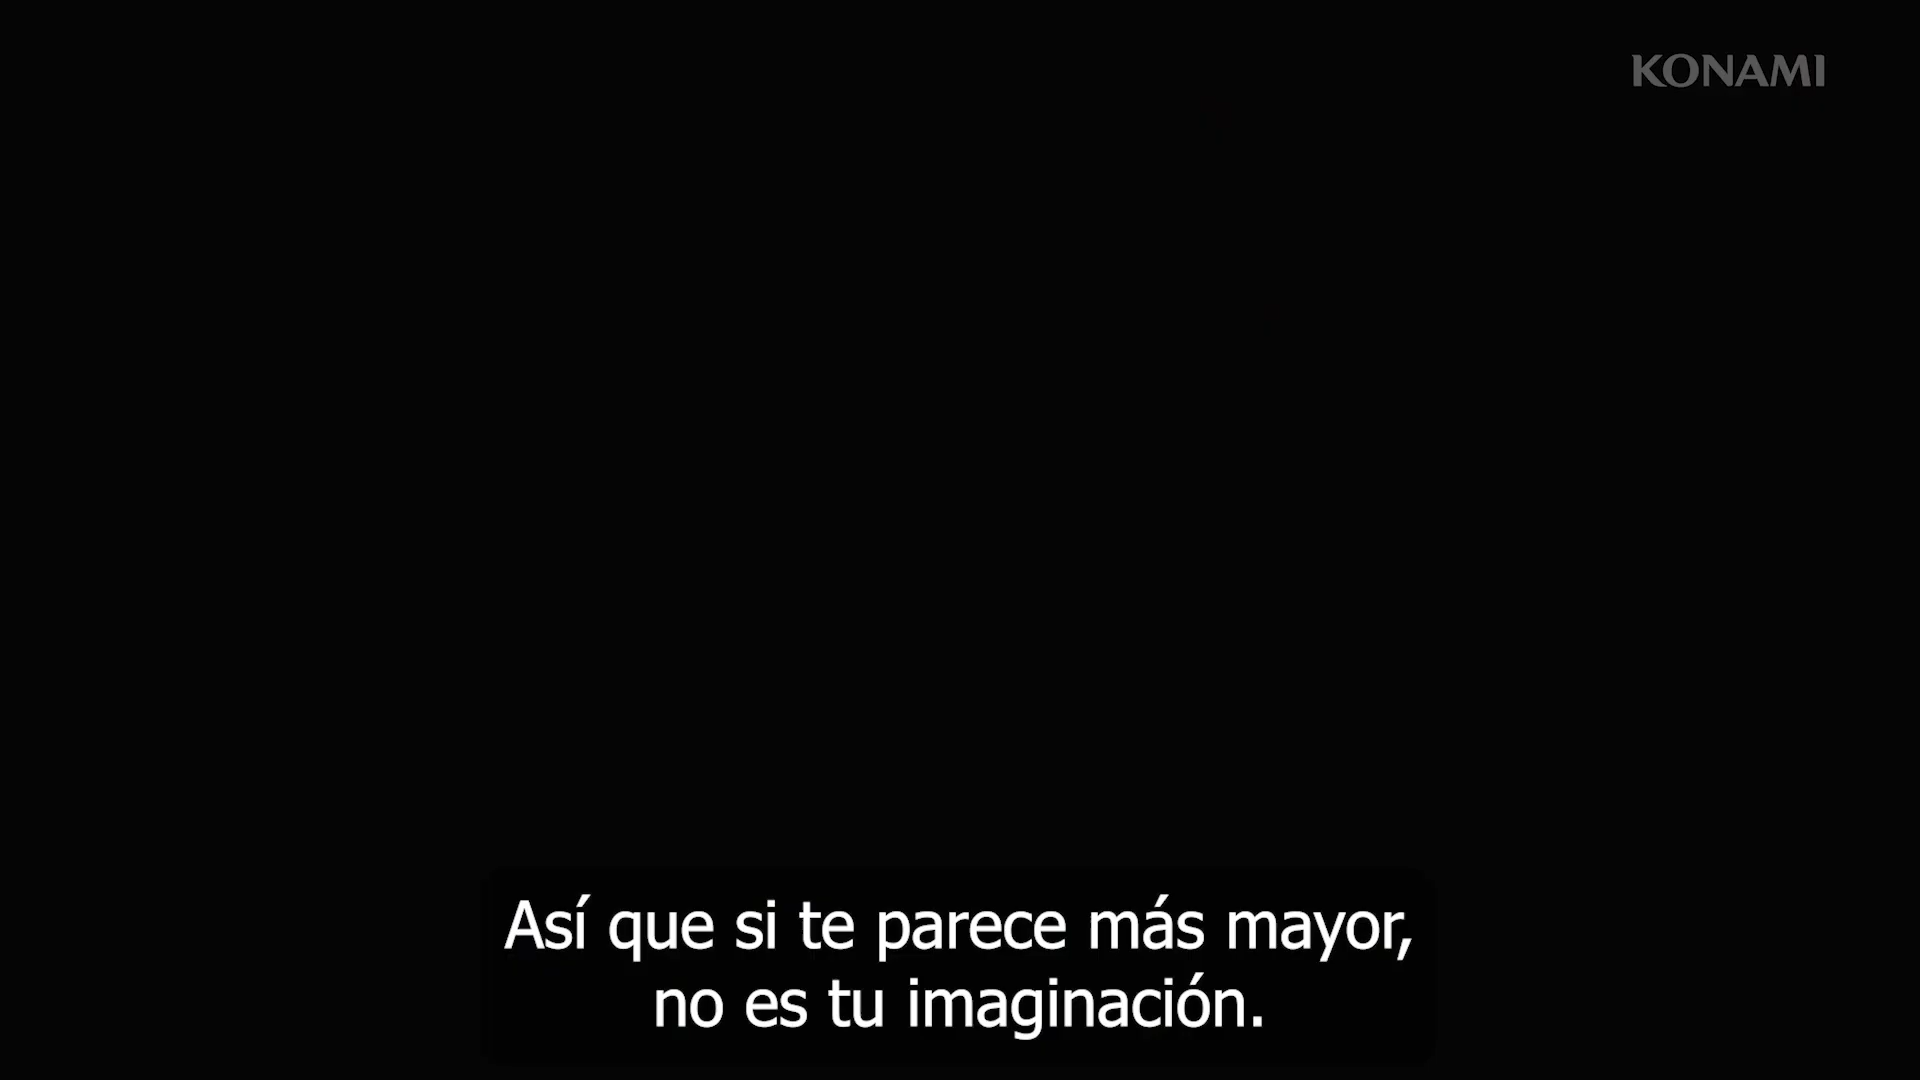 KONAMI
Así que si te parece más mayor,
no es tu imaginación.